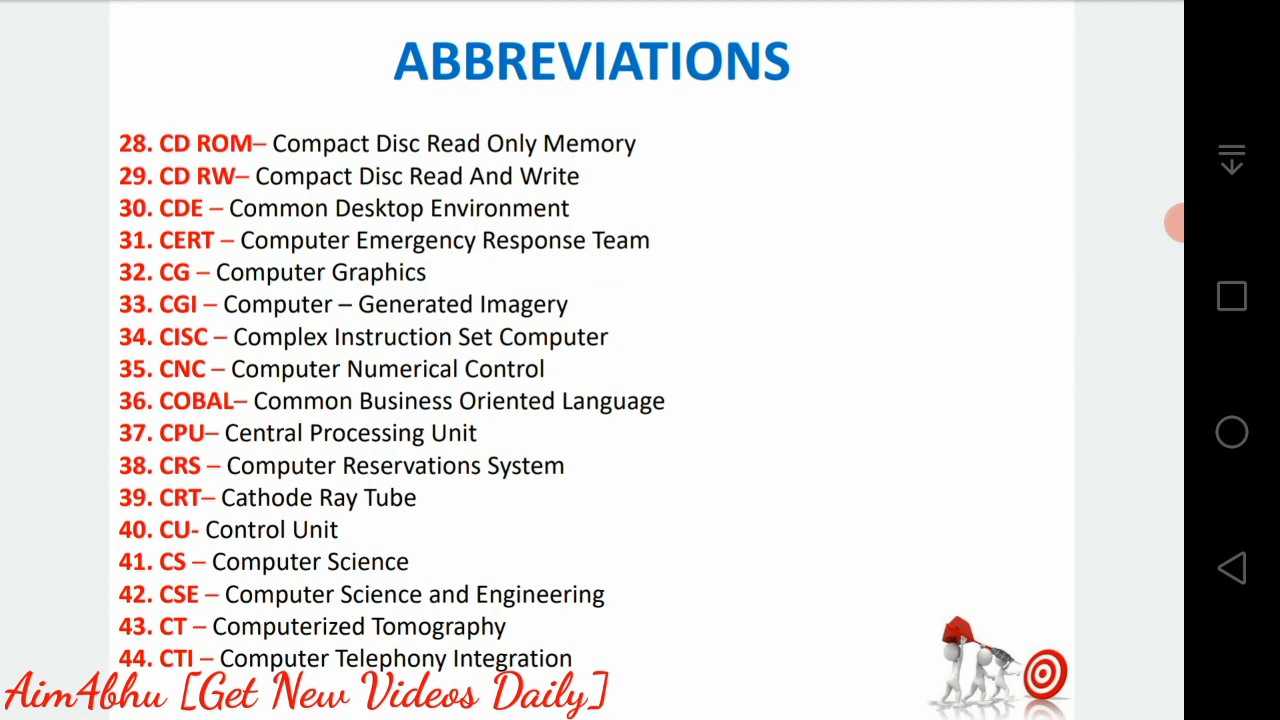 ABBREVIATIONS
28. CD ROM– Compact Disc Read Only Memory
29. CD RW– Compact Disc Read And Write
30. CDE – Common Desktop Environment
31. CERT – Computer Emergency Response Team
32. CG – Computer Graphics
33. CGI – Computer – Generated Imagery
34. CISC – Complex Instruction Set Computer
35. CNC – Computer Numerical Control
36. COBAL– Common Business Oriented Language
37. CPU– Central Processing Unit
38. CRS – Computer Reservations System
39. CRT– Cathode Ray Tube
40. CU- Control Unit
41. CS – Computer Science
42. CSE – Computer Science and Engineering
43. CT – Computerized Tomography
44. CTI – Computer Telephony Integration
Aim4bhu [Get New Videos Daily]